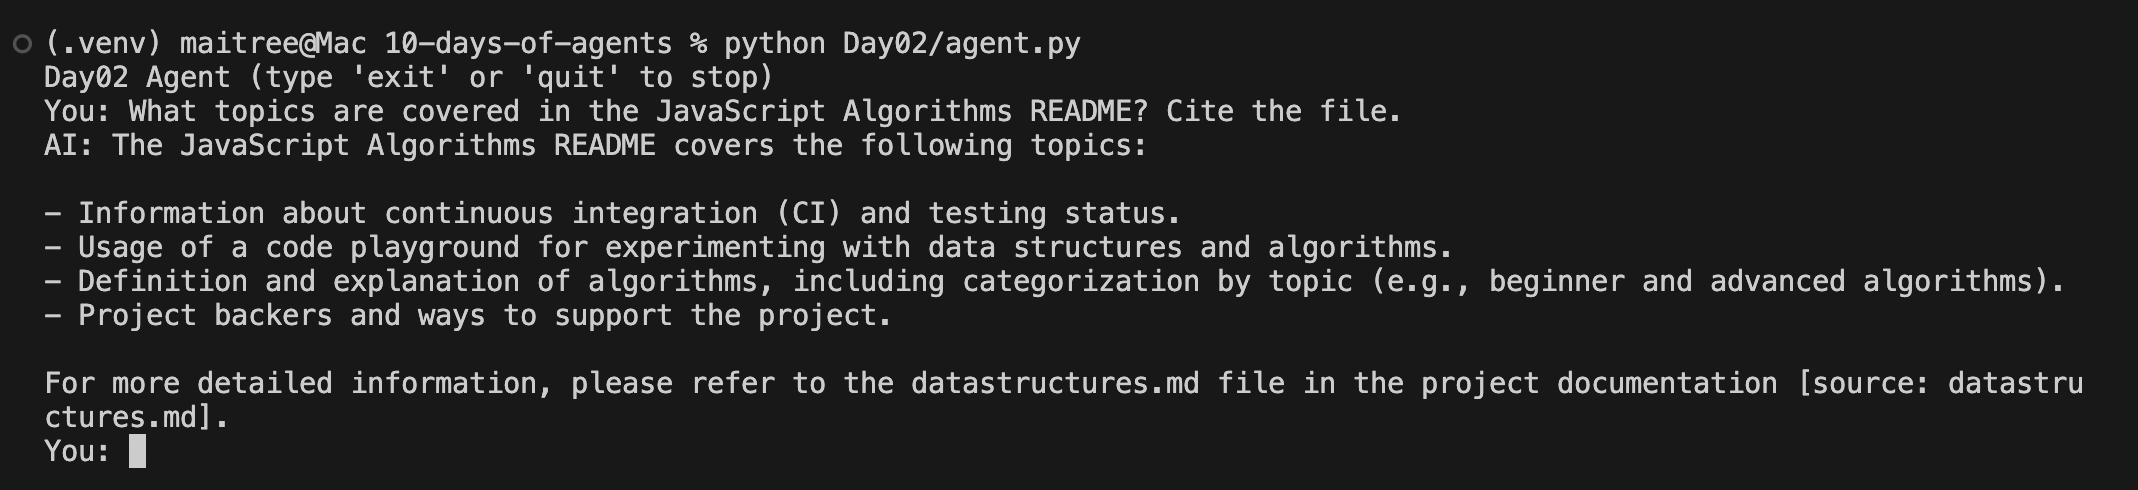 (.venv) maitree@Mac 10-days-of-agents % python Day02/agent.py
Day02 Agent (type 'exit' or 'quit' to stop)
You: What topics are covered in the JavaScript Algorithms README? Cite the file.
AI: The JavaScript Algorithms README covers the following topics:

- Information about continuous integration (CI) and testing status.
- Usage of a code playground for experimenting with data structures and algorithms.
- Definition and explanation of algorithms, including categorization by topic (e.g., beginner and advanced algorithms).
- Project backers and ways to support the project.

For more detailed information, please refer to the datastructures.md file in the project documentation [source: datastru
ctures.md].
You: